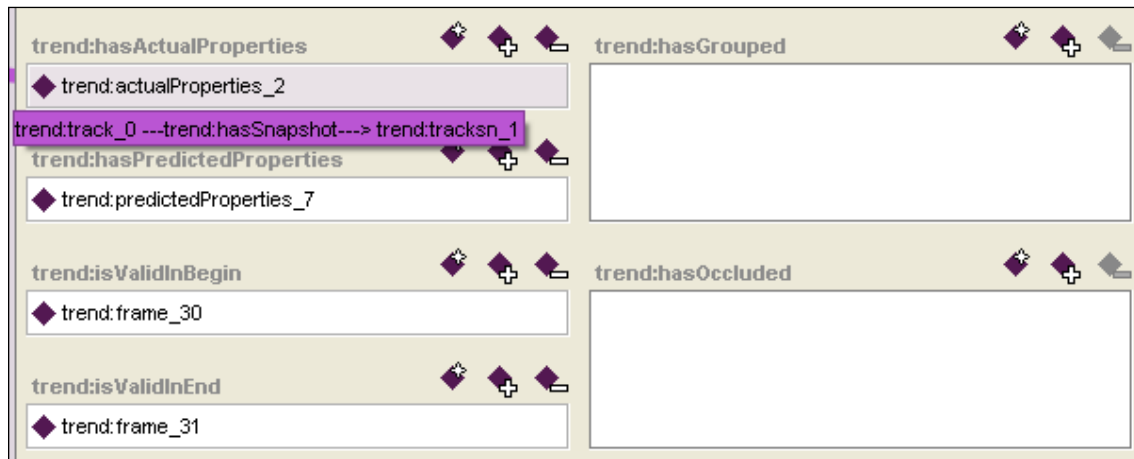 trend:hasActualProperties
trend:actualProperties_2
trend:track_0 ---trend:hasSnapshot---> trend:tracksn_1
trend:hasPredictedProperties
trend:predictedProperties_7
trend:isValidInBegin
trend:frame_30
trend:isValidInEnd
trend:frame_31
trend:hasGrouped
trend:hasOccluded